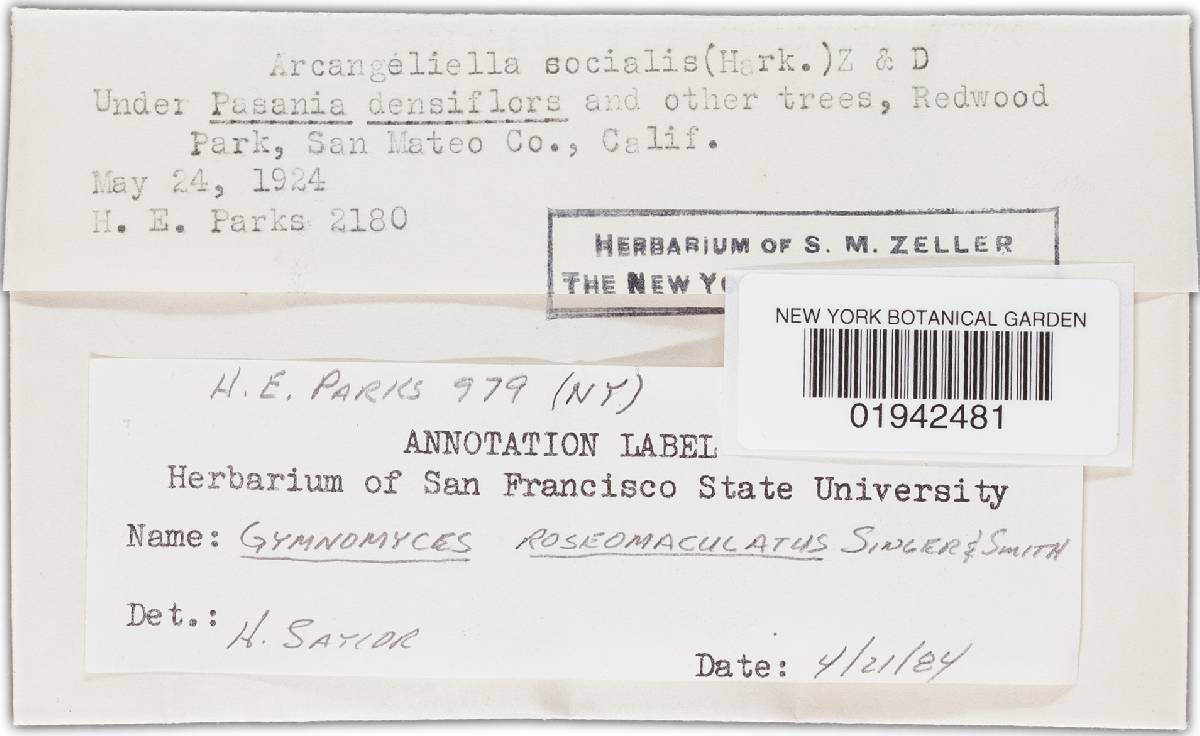 Arcangeliella socialis(Hark.)Z & D
Under Pasania densiflors and other trees, Redwood
Park, San Mateo Co., Calif.
May 24, 1924
H. E. Parks 2180
HERBARIUM OF S. M. ZELLER
THE NEW YO
NEW YORK BOTANICAL GARDEN
01942481
H. E. PARKS 979 (NY)
ANNOTATION LABEL
Herbarium of San Francisco State University
Name: GYMNOMYCES ROSEOMACULATUS SINGER & SMITH
Det.: H. SAYLOR
Date: 4/21/84